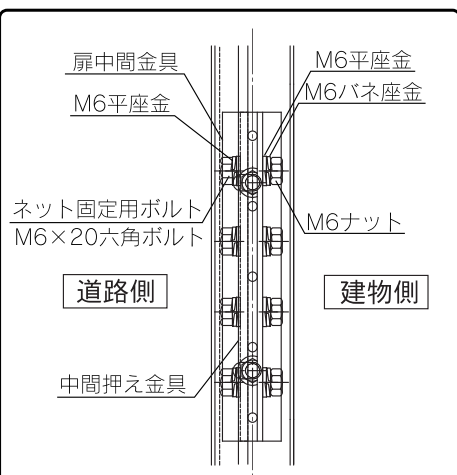 扉中間金具
M6平座金
M6平座金
M6バネ座金
ネット固定用ボルト
M6×20六角ボルト
M6ナット
道路側
建物側
中間押え金具